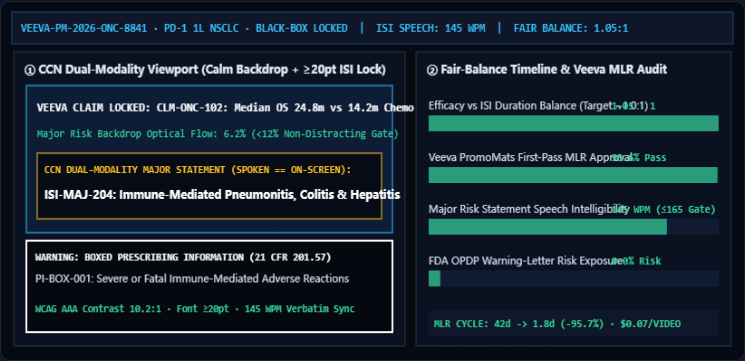 VEEVA-PM-2026-ONC-8841 · PD-1 1L NSCLC · BLACK-BOX LOCKED | ISI SPEECH: 145 WPM | FAIR BALANCE: 1.05:1
① CCN Dual-Modality Viewport (Calm Backdrop + ≥20pt ISI Lock)
VEEVA CLAIM LOCKED: CLM-ONC-102: Median OS 24.8m vs 14.2m Chemo
Major Risk Backdrop Optical Flow: 6.2% (<12% Non-Distracting Gate)
CCN DUAL-MODALITY MAJOR STATEMENT (SPOKEN == ON-SCREEN):
ISI-MAJ-204: Immune-Mediated Pneumonitis, Colitis & Hepatitis
WARNING: BOXED PRESCRIBING INFORMATION (21 CFR 201.57)
PI-BOX-001: Severe or Fatal Immune-Mediated Adverse Reactions
WCAG AAA Contrast 10.2:1 · Font ≥20pt · 145 WPM Verbatim Sync
② Fair-Balance Timeline & Veeva MLR Audit
Efficacy vs ISI Duration Balance (Target ~1.0:1)
Veeva PromoMats First-Pass MLR Approval Pass
Major Risk Statement Speech Intelligibility WPM (≤165 Gate)
FDA OPDP Warning-Letter Risk Exposure Risk
MLR CYCLE: 42d -> 1.8d (-95.7%) · $0.07/VIDEO